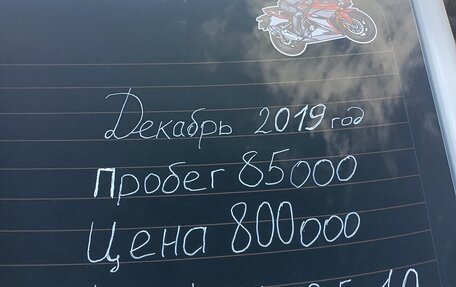 Декабрь 2019 год
Пробег 85000
Цена 800000